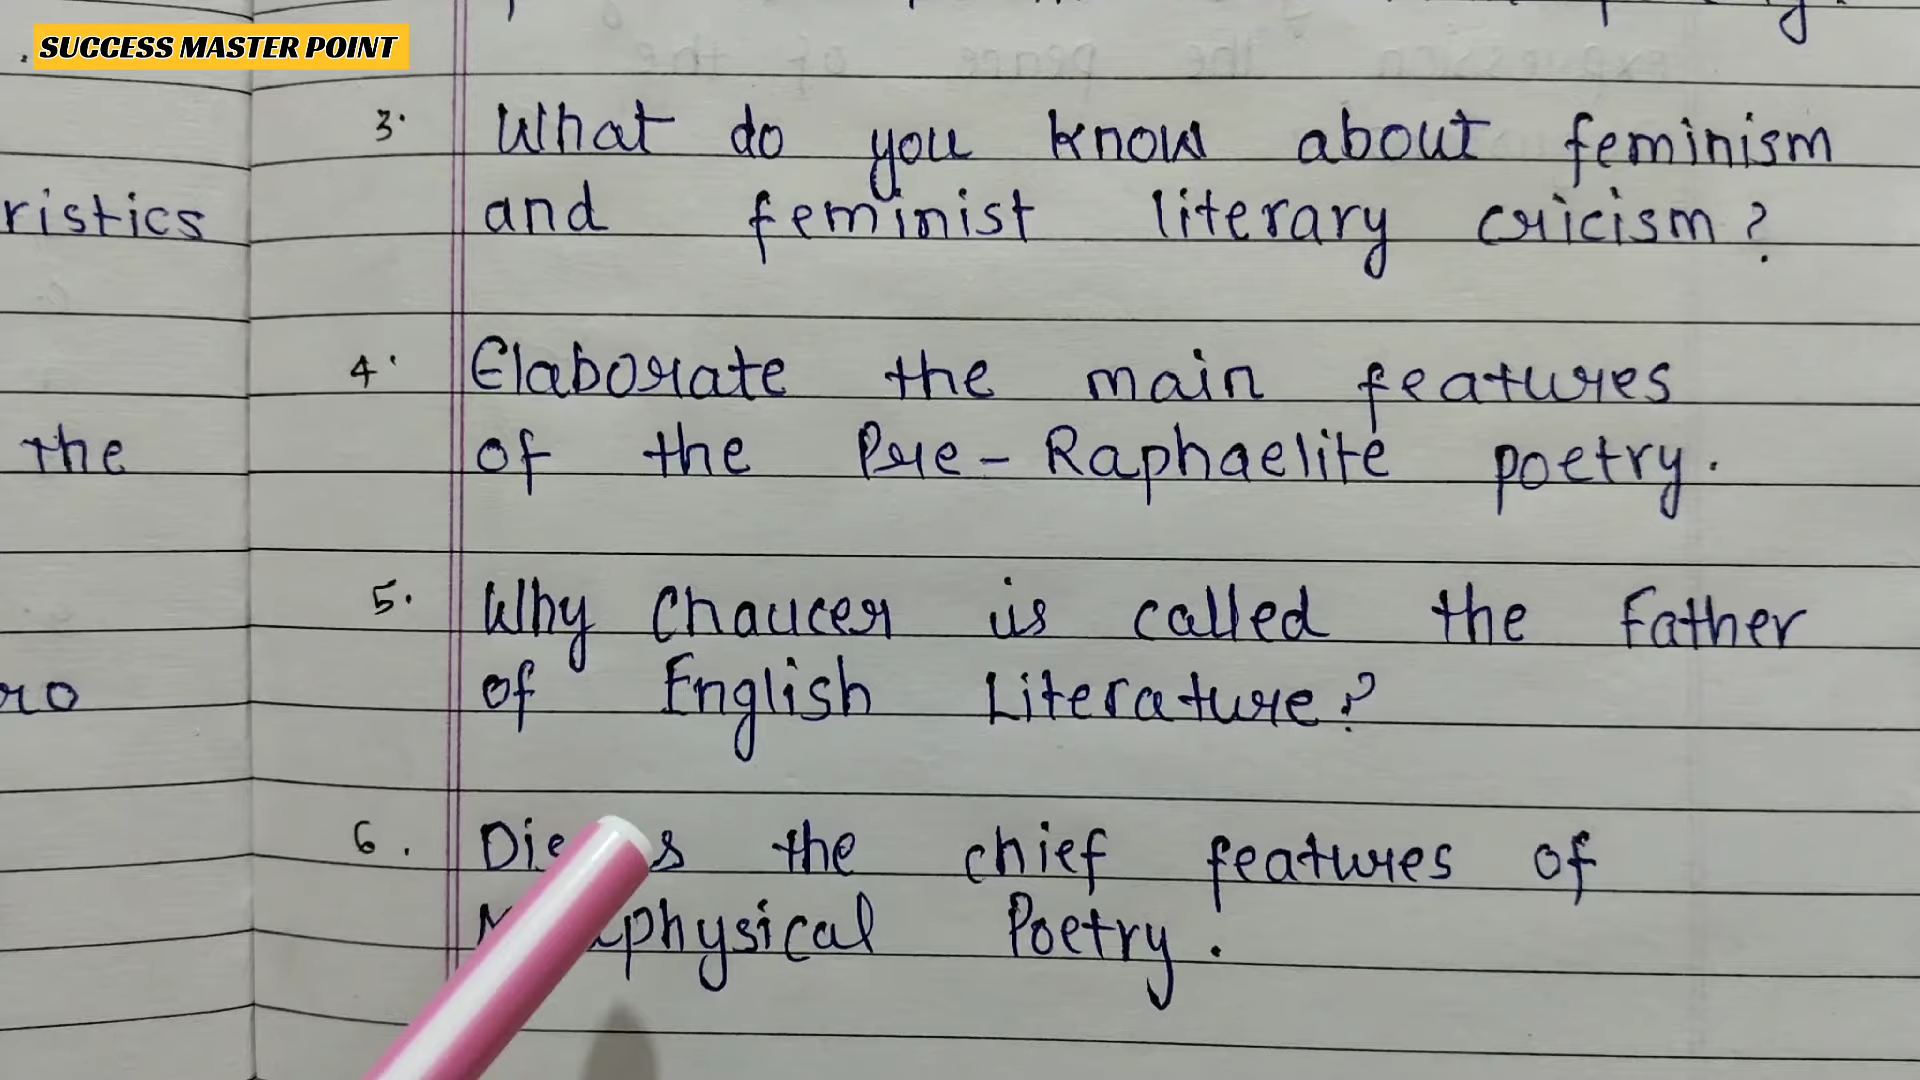 SUCCESS MASTER POINT
ristics
the
ro
3. What do you know about feminism
and feminist literary cricism?
4. Elaborate the main features
of the Pre-Raphaelite poetry.
5. Why Chaucer is called the Father
of English Literature?
6. the chief features of
Poetry.